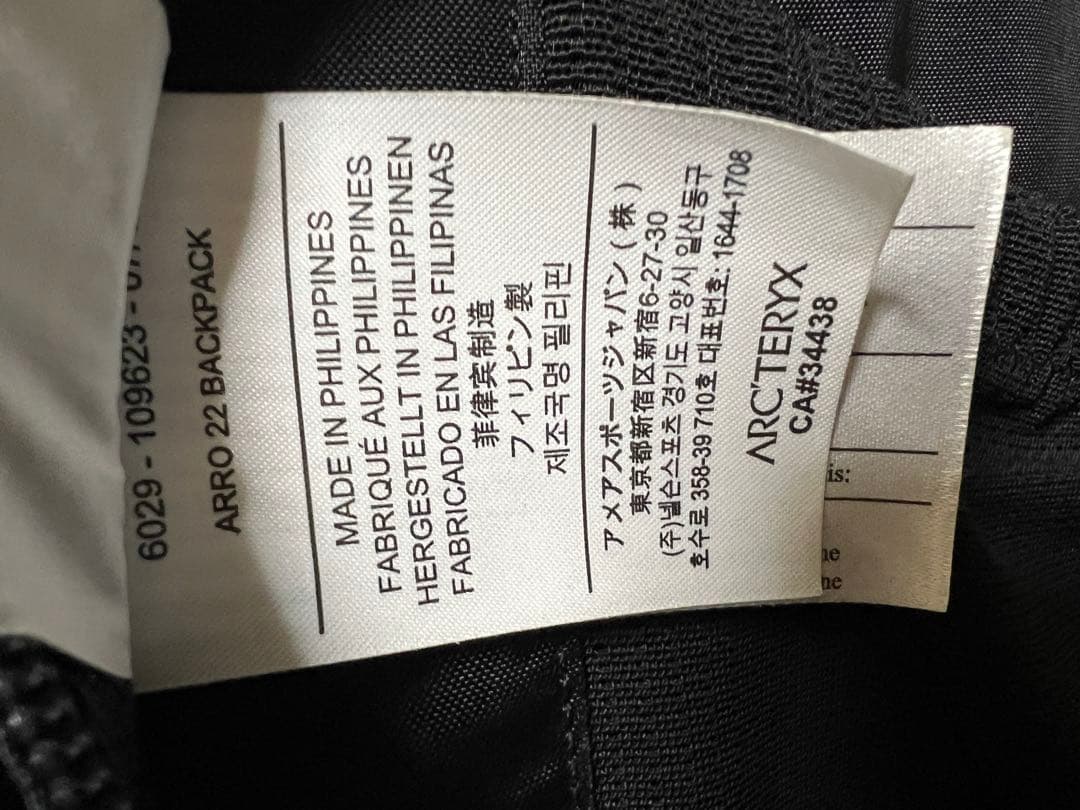 6029 - 109623 -
ARRO 22 BACKPACK
MADE IN PHILIPPINES
FABRIQUÉ AUX PHILIPPINES
HERGESTELLT IN PHILIPPINEN
FABRICADO EN LAS FILIPINAS
菲律宾制造
フィリピン製
제조국명 필리핀
アメアスポーツジャパン(株)
東京都新宿区新宿6-27-30
(주)넬슨스포츠 경기도 고양시 일산동구
호수로 358-39 710호 대표번호: 1644-1708
ARC'TERYX
CA#34438
is: